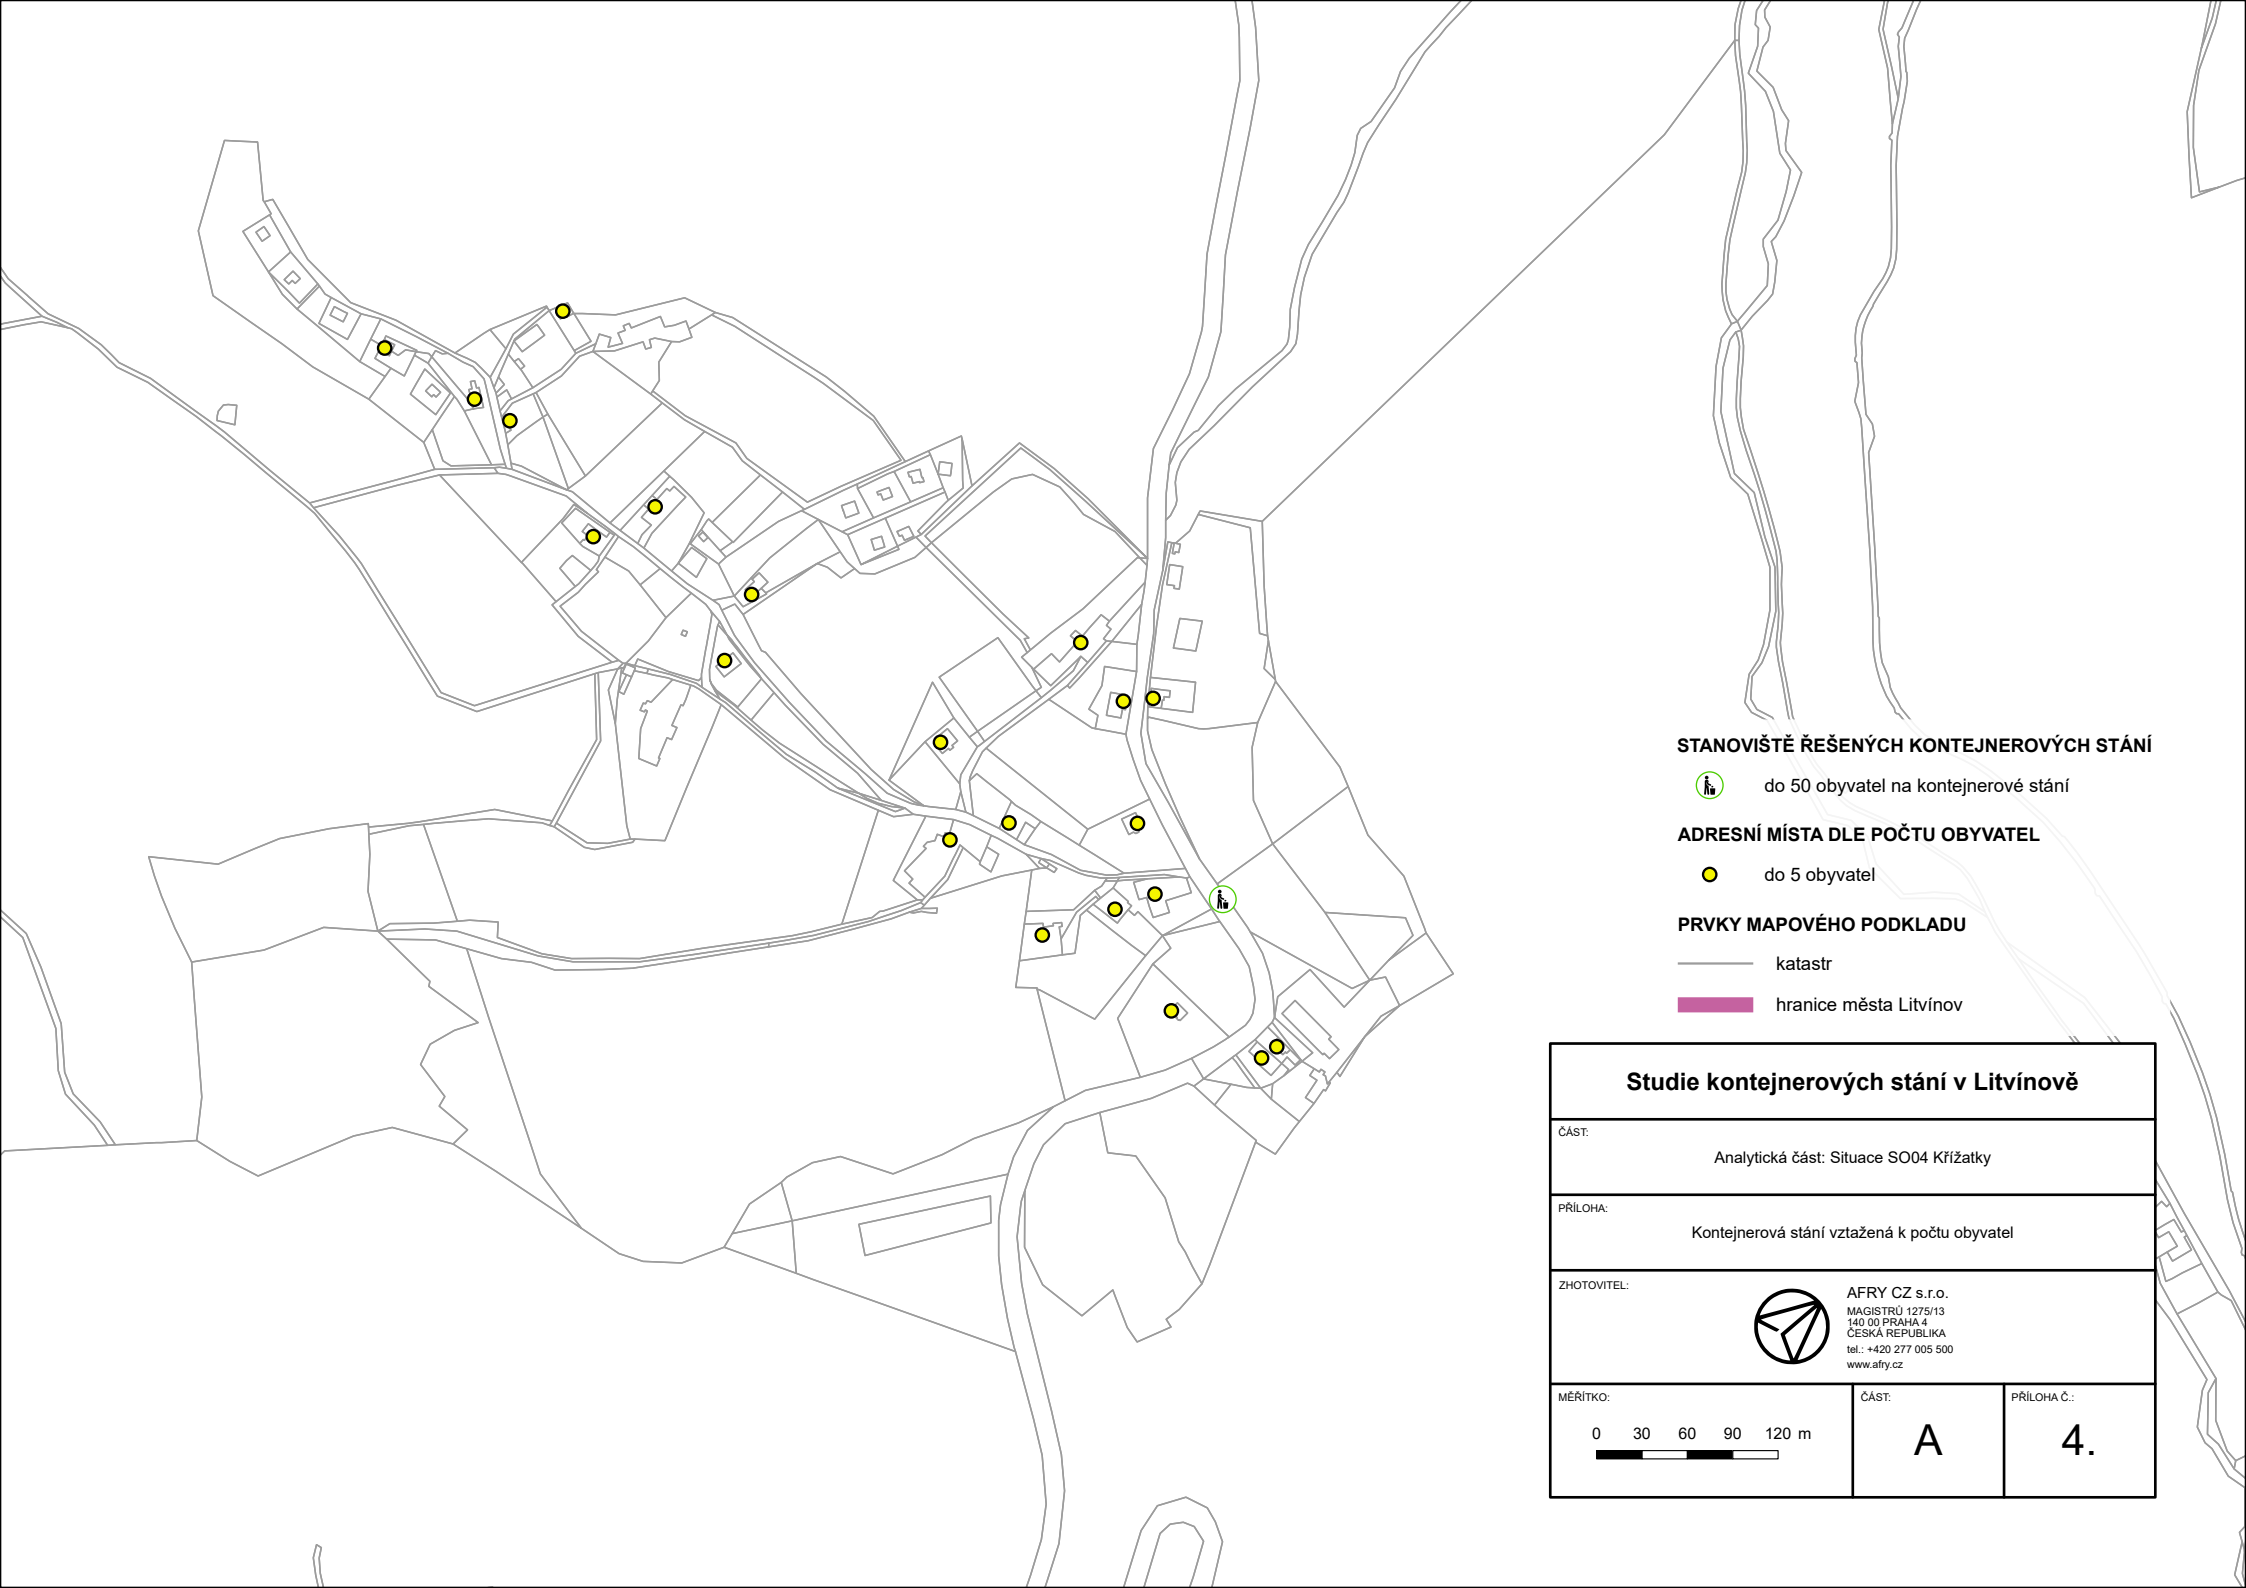 STANOVIŠTĚ ŘEŠENÝCH KONTEJNEROVÝCH STÁNÍ
do 50 obyvatel na kontejnerové stání
ADRESNÍ MÍSTA DLE POČTU OBYVATEL
do 5 obyvatel
PRVKY MAPOVÉHO PODKLADU
katastr
hranice města Litvínov
Studie kontejnerových stání v Litvínově
ČÁST:
Analytická část: Situace SO04 Křížatky
PŘÍLOHA:
Kontejnerová stání vztažená k počtu obyvatel
ZHOTOVITEL:
AFRY CZ s.r.o.
MAGISTRŮ 1275/13
140 00 PRAHA 4
ČESKÁ REPUBLIKA
tel.: +420 277 005 500
www.afry.cz
MĚŘÍTKO:
0 30 60 90 120 m
ČÁST:
A
PŘÍLOHA Č.:
4.